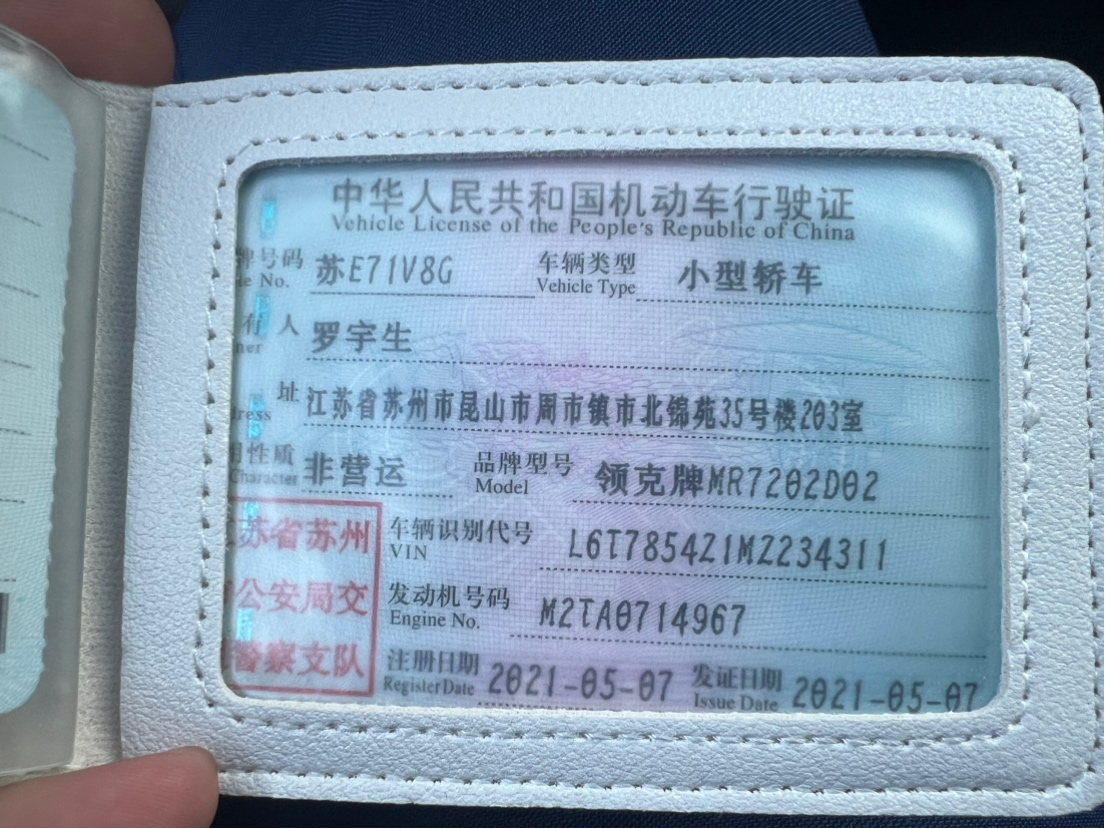 中华人民共和国机动车行驶证
Vehicle License of the People's Republic of China
牌号码 苏E71V8G 车辆类型 小型轿车
No. Vehicle Type
有人 罗宇生
址 江苏省苏州市昆山市周市镇市北锦苑35号楼203室
用性质 非营运 品牌型号 领克牌MR7202D02
Character Model
苏省苏州
公安局交
警察支队
车辆识别代号 L6T7854Z1MZ234311
VIN
发动机号码 M2TA0714967
Engine No.
注册日期 2021-05-07 发证日期 2021-05-07
Register Date Issue Date